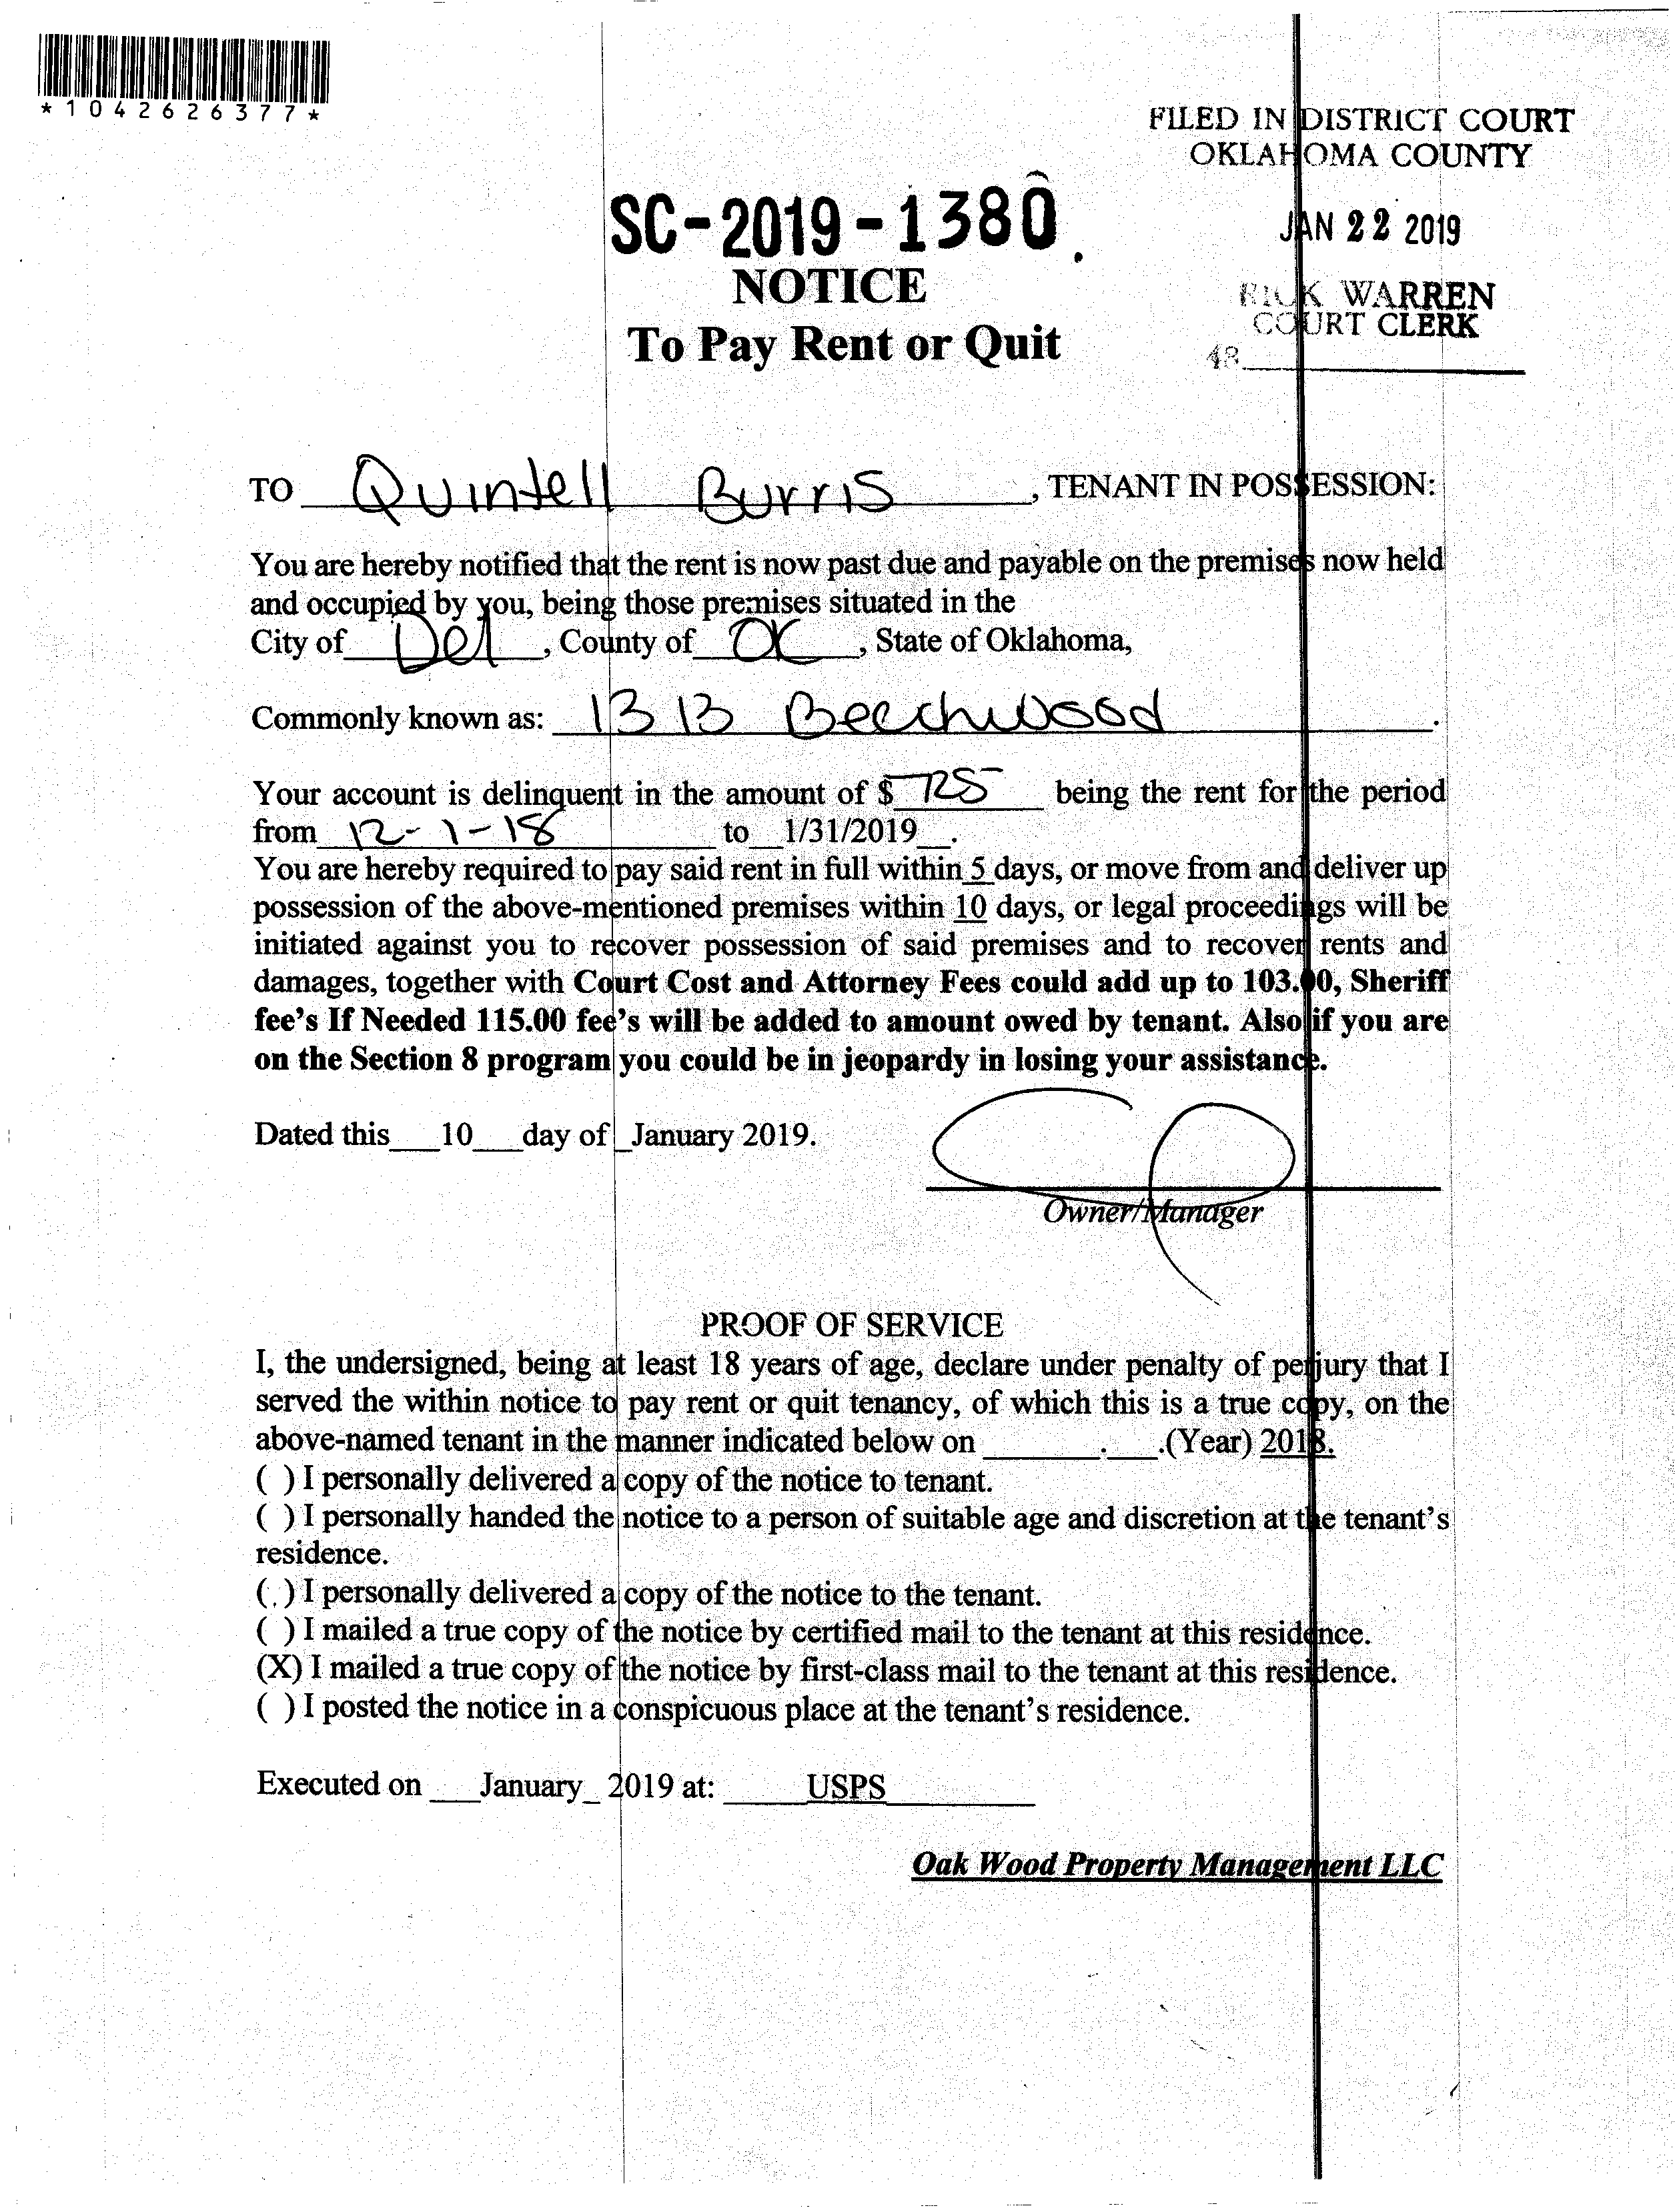 *1042626377*
FILED IN DISTRICT COURT
OKLAHOMA COUNTY
SC-2019-1380
JAN 22 2019
NOTICE
RICK WARREN
COURT CLERK
To Pay Rent or Quit
48
TO Quintell Burris, TENANT IN POSSESSION:
You are hereby notified that the rent is now past due and payable on the premises now held
and occupied by you, being those premises situated in the
City of Del, County of OK, State of Oklahoma,
Commonly known as: 1313 Beechwood.
Your account is delinquent in the amount of $ 725 being the rent for the period
from 12-1-18 to 1/31/2019.
You are hereby required to pay said rent in full within 5 days, or move from and deliver up
possession of the above-mentioned premises within 10 days, or legal proceedings will be
initiated against you to recover possession of said premises and to recover rents and
damages, together with Court Cost and Attorney Fees could add up to 103.00, Sheriff
fee's If Needed 115.00 fee's will be added to amount owed by tenant. Also if you are
on the Section 8 program you could be in jeopardy in losing your assistance.
Dated this 10 day of January 2019.
Owner/Manager
PROOF OF SERVICE
I, the undersigned, being at least 18 years of age, declare under penalty of perjury that I
served the within notice to pay rent or quit tenancy, of which this is a true copy, on the
above-named tenant in the manner indicated below on ______.___.(Year) 2018.
( ) I personally delivered a copy of the notice to tenant.
( ) I personally handed the notice to a person of suitable age and discretion at the tenant's
residence.
( ) I personally delivered a copy of the notice to the tenant.
( ) I mailed a true copy of the notice by certified mail to the tenant at this residence.
(X) I mailed a true copy of the notice by first-class mail to the tenant at this residence.
( ) I posted the notice in a conspicuous place at the tenant's residence.
Executed on ___January_ 2019 at: USPS
Oak Wood Property Management LLC